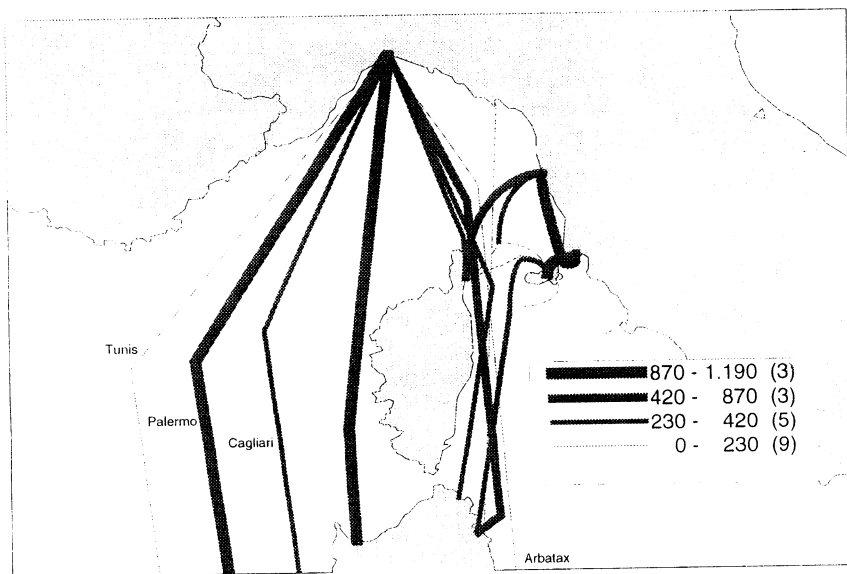 Tunis
Palermo
Cagliari
870 - 1.190 (3)
420 - 870 (3)
230 - 420 (5)
0 - 230 (9)
Arbatax